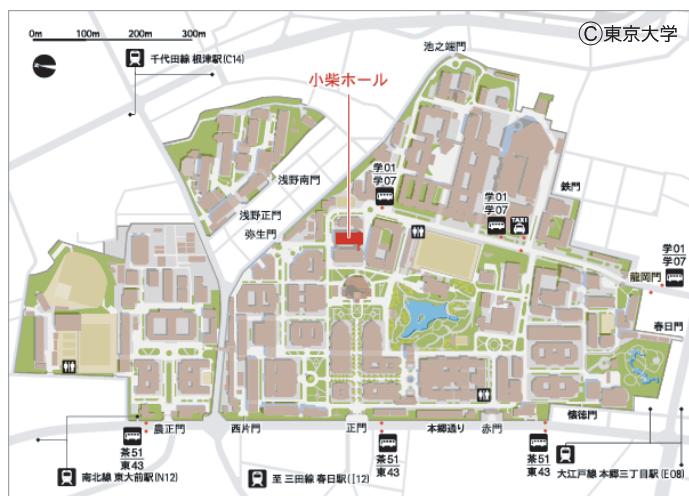 0m 100m 200m 300m
Ⓒ東京大学
千代田線 根津駅(C14)
池之端門
小柴ホール
学01
学07
浅野南門
学01
学07
TAXI
鉄門
浅野正門
弥生門
学01
学07
龍岡門
春日門
農正門
西片門
正門
本郷通り
赤門
懐徳門
茶51
東43
茶51
東43
茶51
東43
南北線 東大前駅(N12)
至 三田線 春日駅(I12)
大江戸線 本郷三丁目駅(E08)